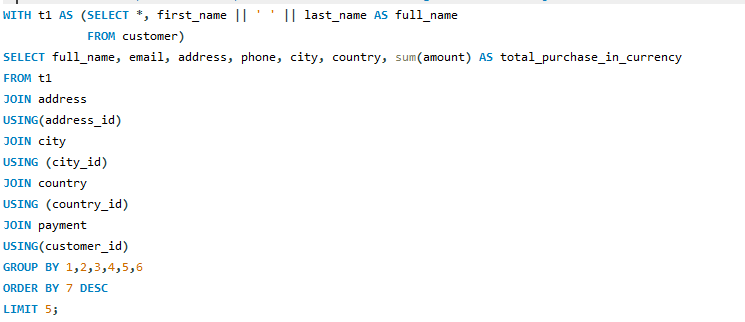 WITH t1 AS (SELECT *, first_name || ' ' || last_name AS full_name
FROM customer)
SELECT full_name, email, address, phone, city, country, sum(amount) AS total_purchase_in_currency
FROM t1
JOIN address
USING(address_id)
JOIN city
USING (city_id)
JOIN country
USING (country_id)
JOIN payment
USING(customer_id)
GROUP BY 1,2,3,4,5,6
ORDER BY 7 DESC
LIMIT 5;